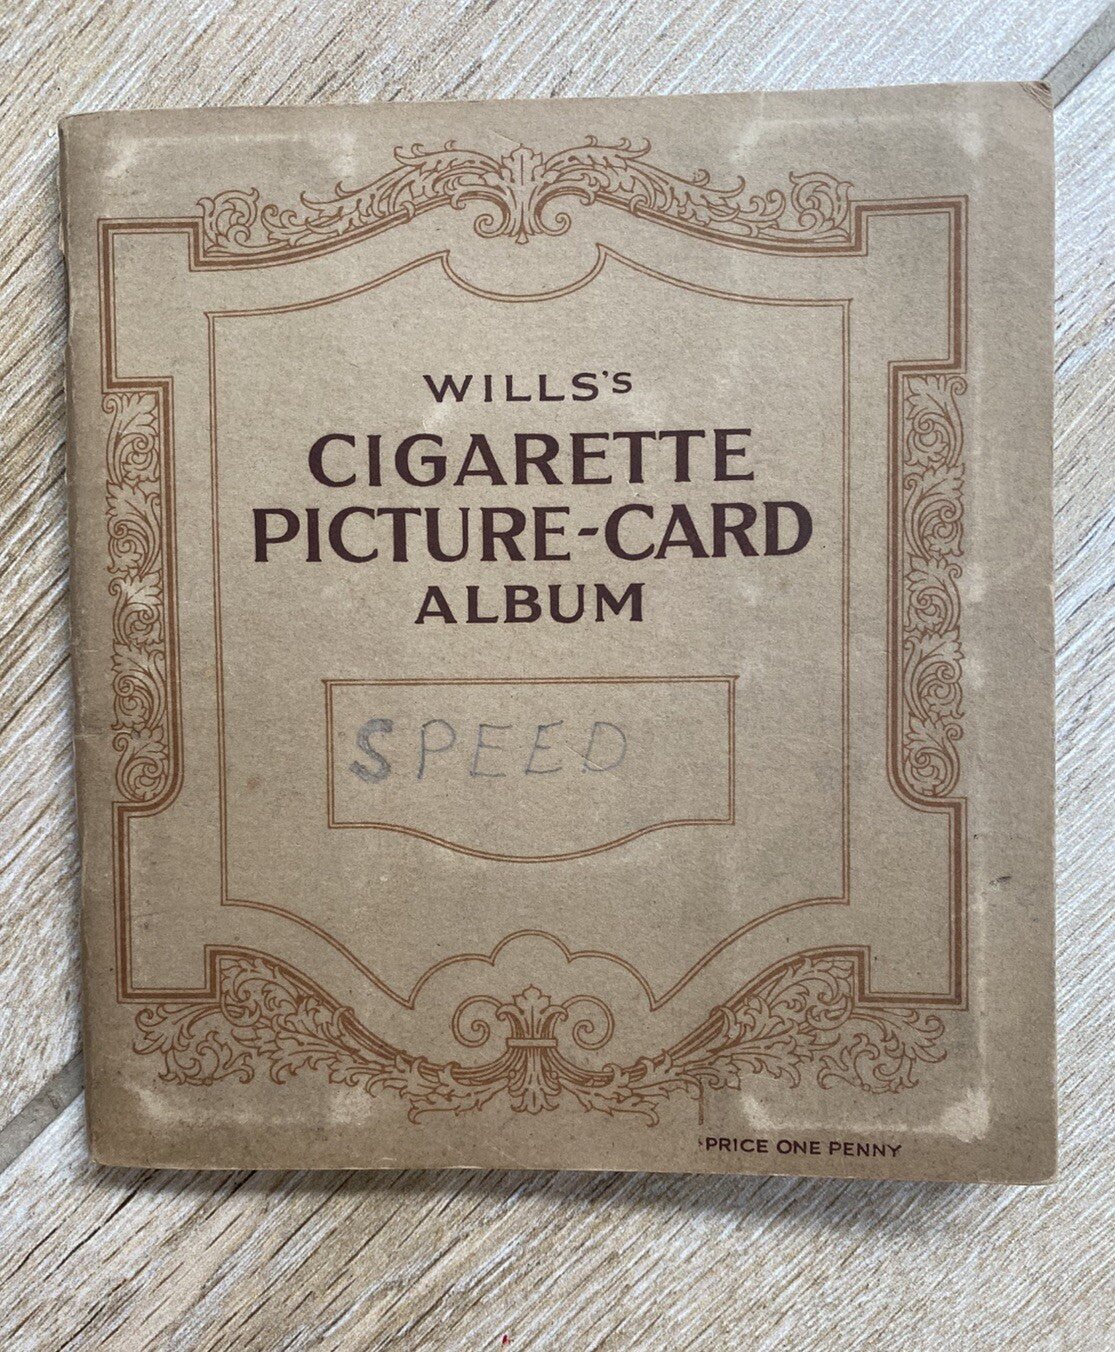 WILLS'S
CIGARETTE
PICTURE-CARD
ALBUM
SPEED
PRICE ONE PENNY